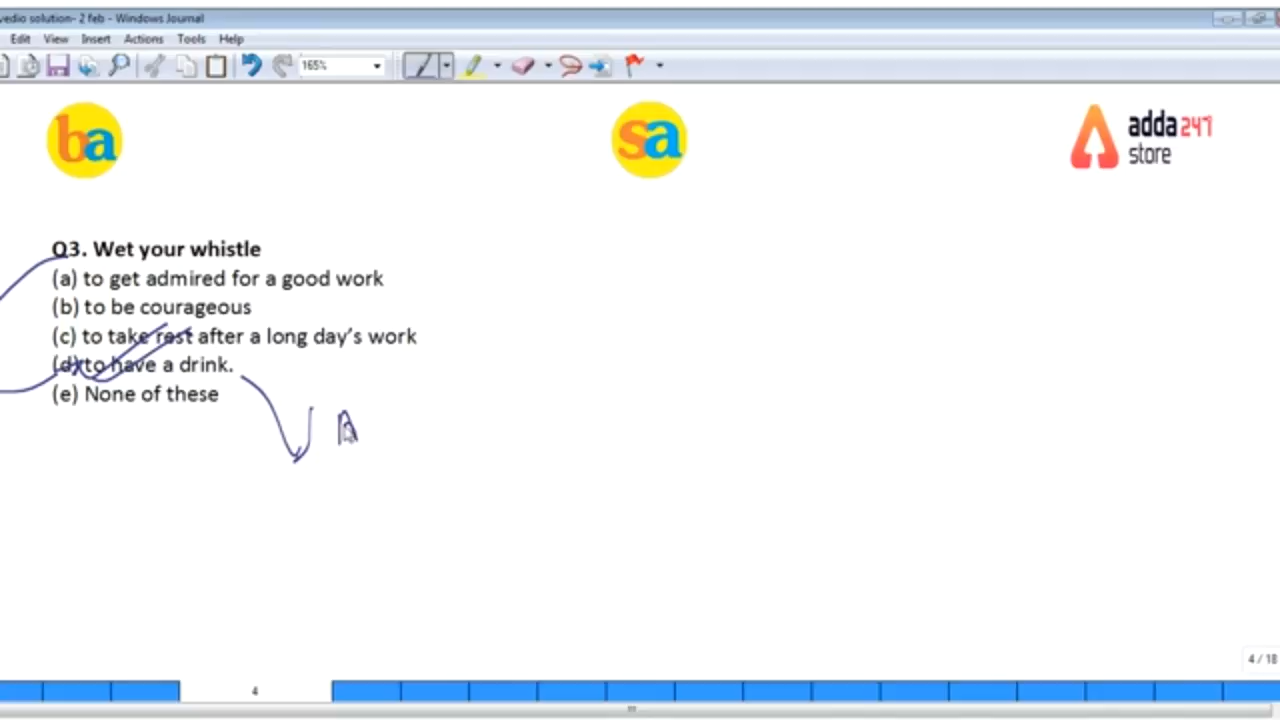 vedio solution- 2 feb - Windows Journal
Edit View Insert Actions Tools Help
165%
ba
sa
adda 247
store
Q3. Wet your whistle
(a) to get admired for a good work
(b) to be courageous
(c) to take rest after a long day's work
(d) to have a drink.
(e) None of these
A
4 / 18
4